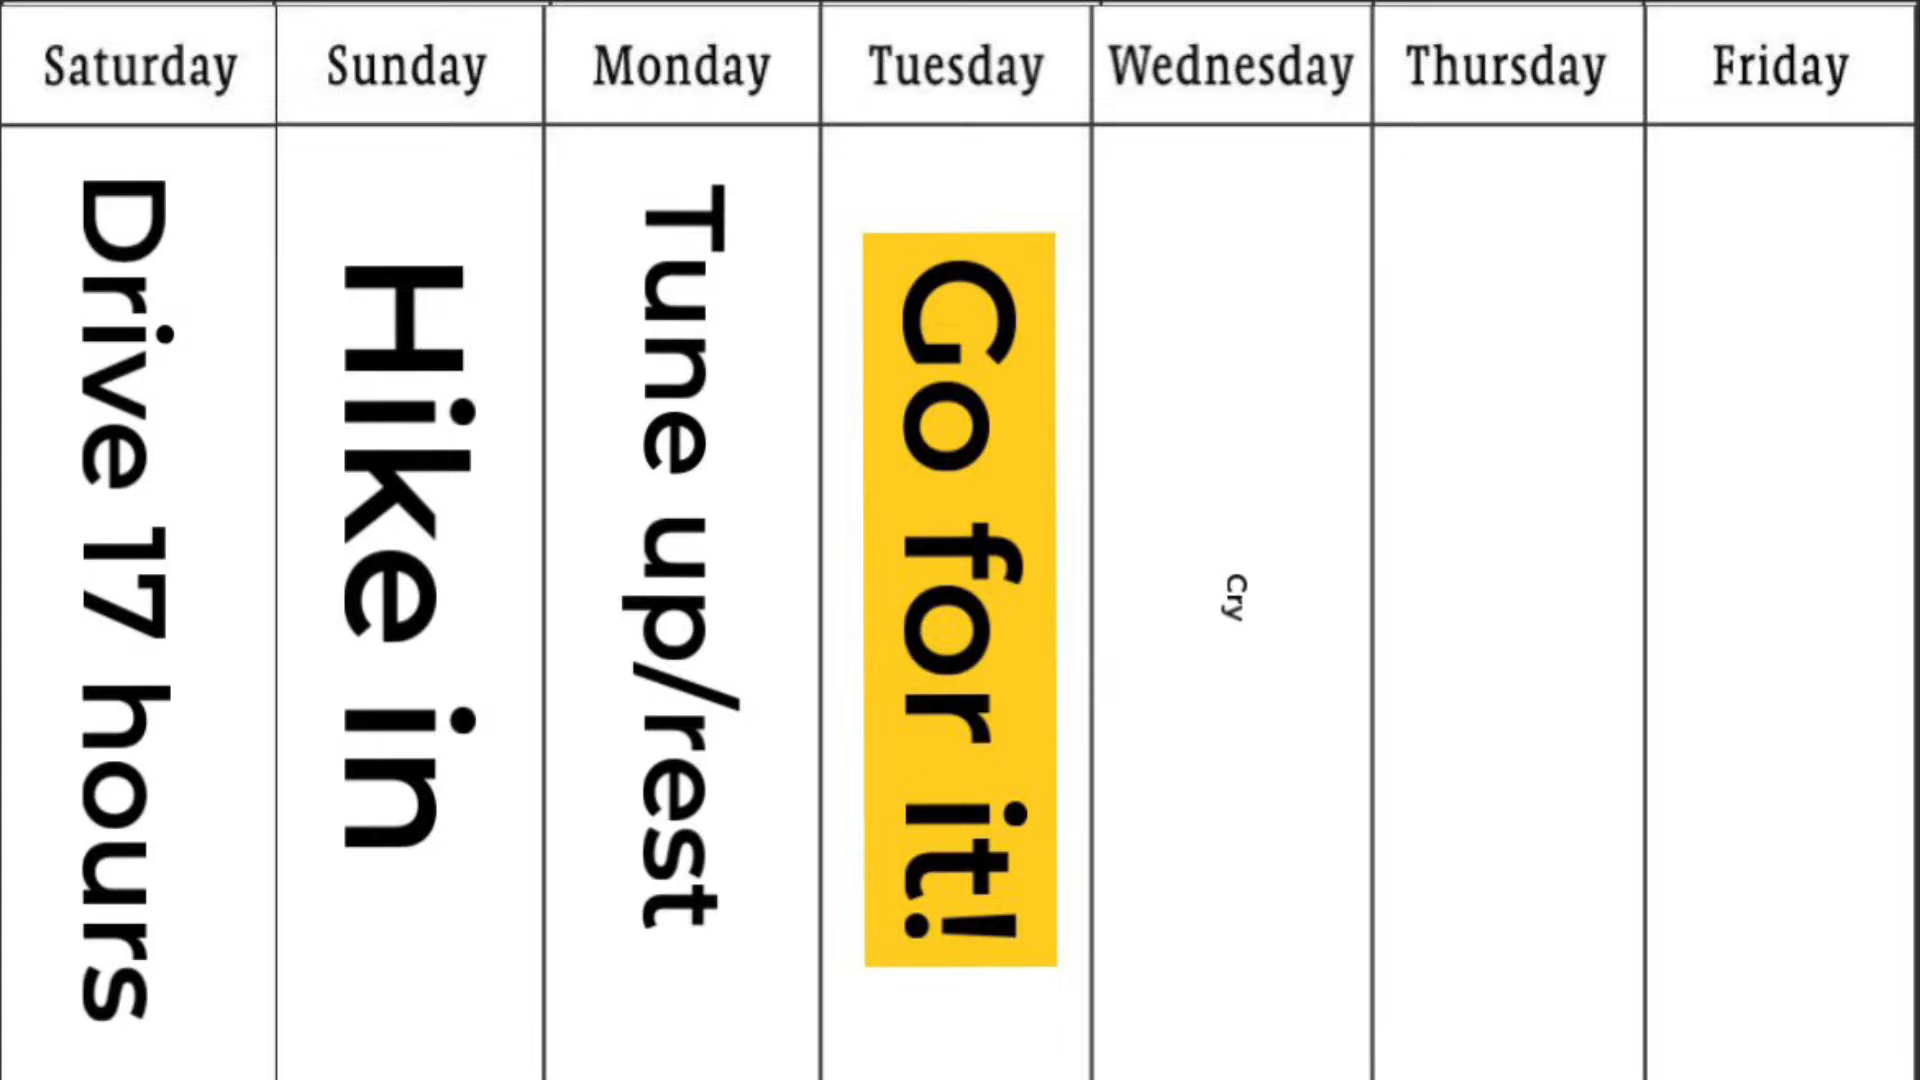 Saturday
Sunday
Monday
Tuesday
Wednesday
Thursday
Friday
Drive 17 hours
Hike in
Tune up/rest
Go for it!
Cry